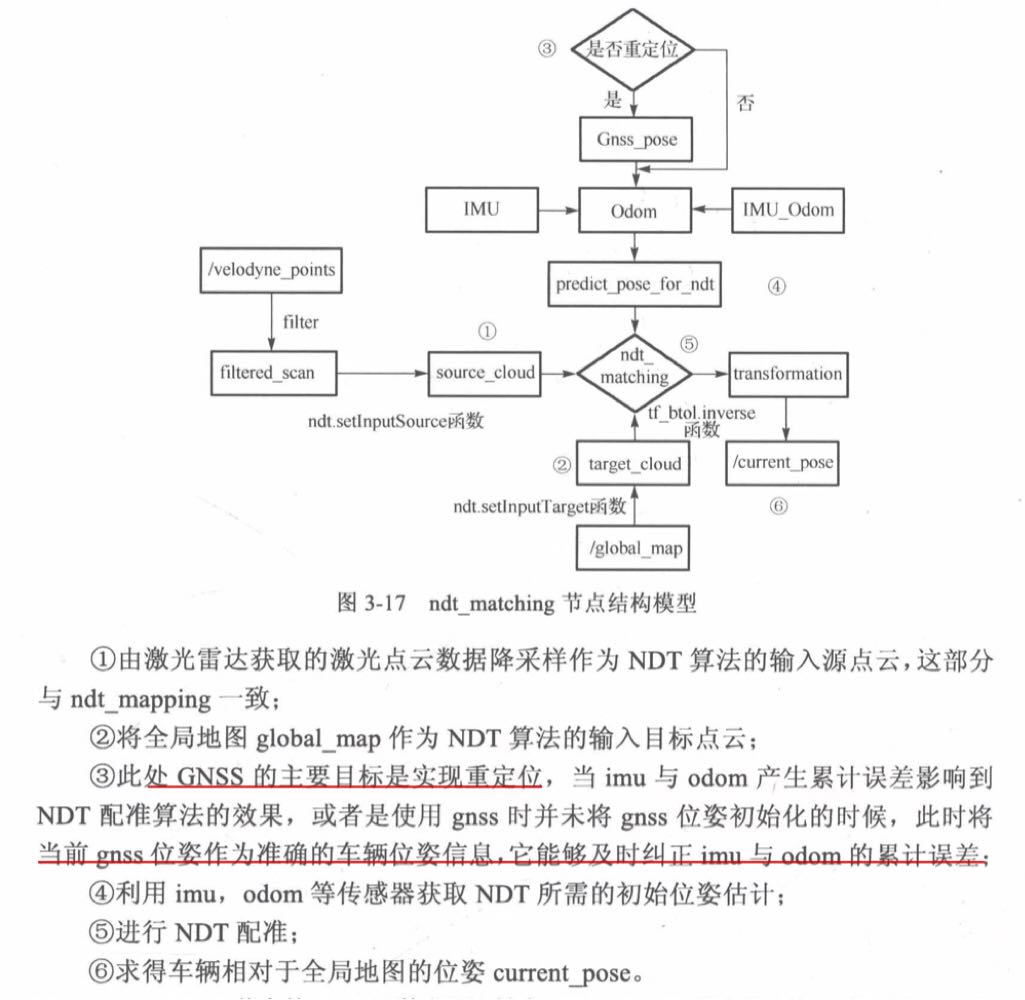 ③
是否重定位
是
否
Gnss_pose
IMU
Odom
IMU_Odom
/velodyne_points
predict_pose_for_ndt
④
filter
①
⑤
filtered_scan
source_cloud
ndt_
matching
transformation
ndt.setInputSource函数
tf_btol.inverse
函数
②
target_cloud
/current_pose
ndt.setInputTarget函数
⑥
/global_map
图 3-17 ndt_matching 节点结构模型
①由激光雷达获取的激光点云数据降采样作为 NDT 算法的输入源点云,这部分
与 ndt_mapping 一致;
②将全局地图 global_map 作为 NDT 算法的输入目标点云;
③此处 GNSS 的主要目标是实现重定位，当 imu 与 odom 产生累计误差影响到
NDT 配准算法的效果，或者是使用 gnss 时并未将 gnss 位姿初始化的时候，此时将
当前 gnss 位姿作为准确的车辆位姿信息,它能够及时纠正 imu 与 odom 的累计误差;
④利用 imu，odom 等传感器获取 NDT 所需的初始位姿估计;
⑤进行 NDT 配准;
⑥求得车辆相对于全局地图的位姿 current_pose。